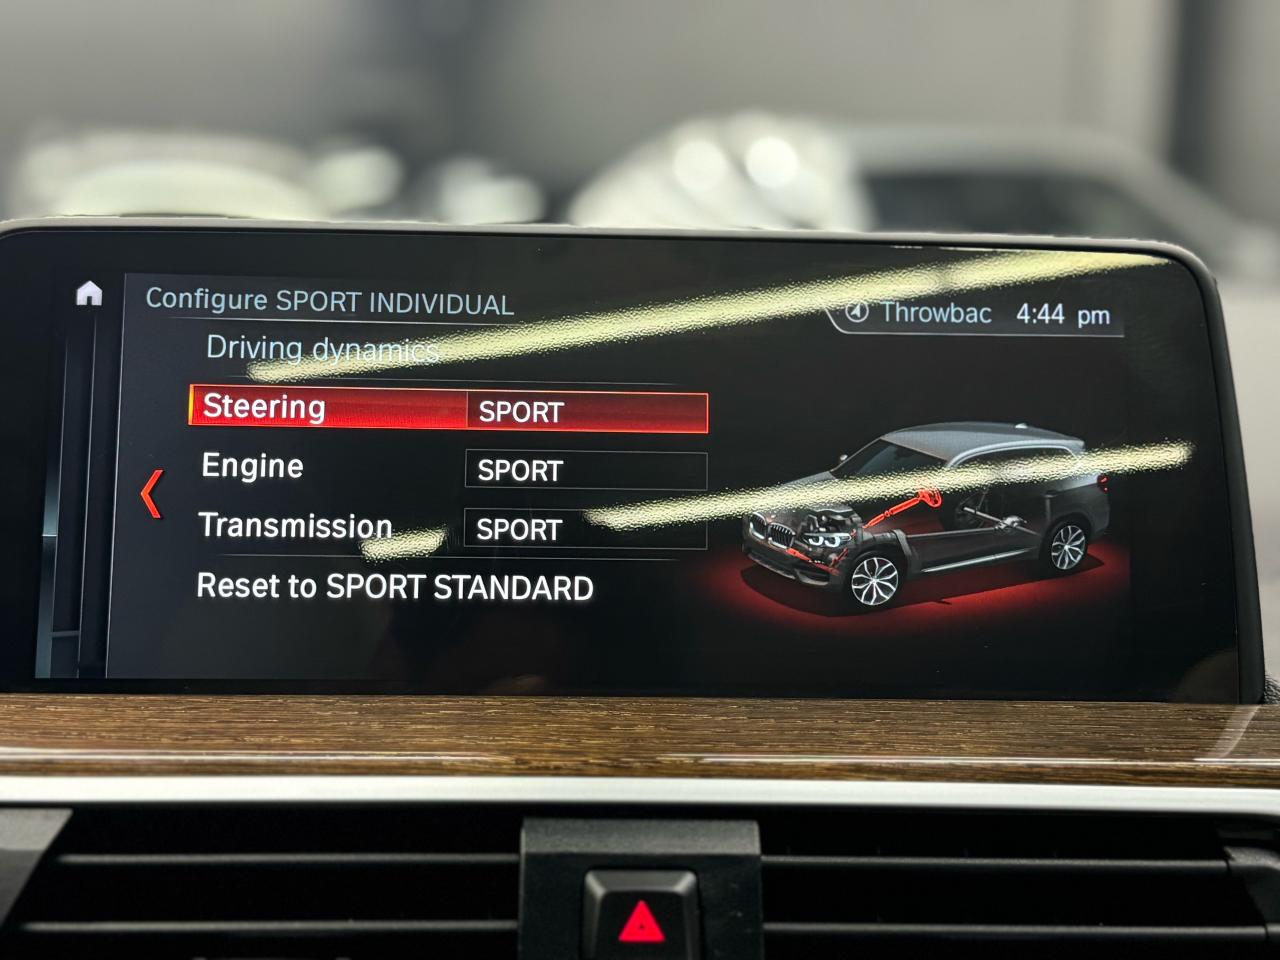 Configure SPORT INDIVIDUAL
Throwbac 4:44 pm
Driving dynamics
Steering SPORT
Engine SPORT
Transmission SPORT
Reset to SPORT STANDARD